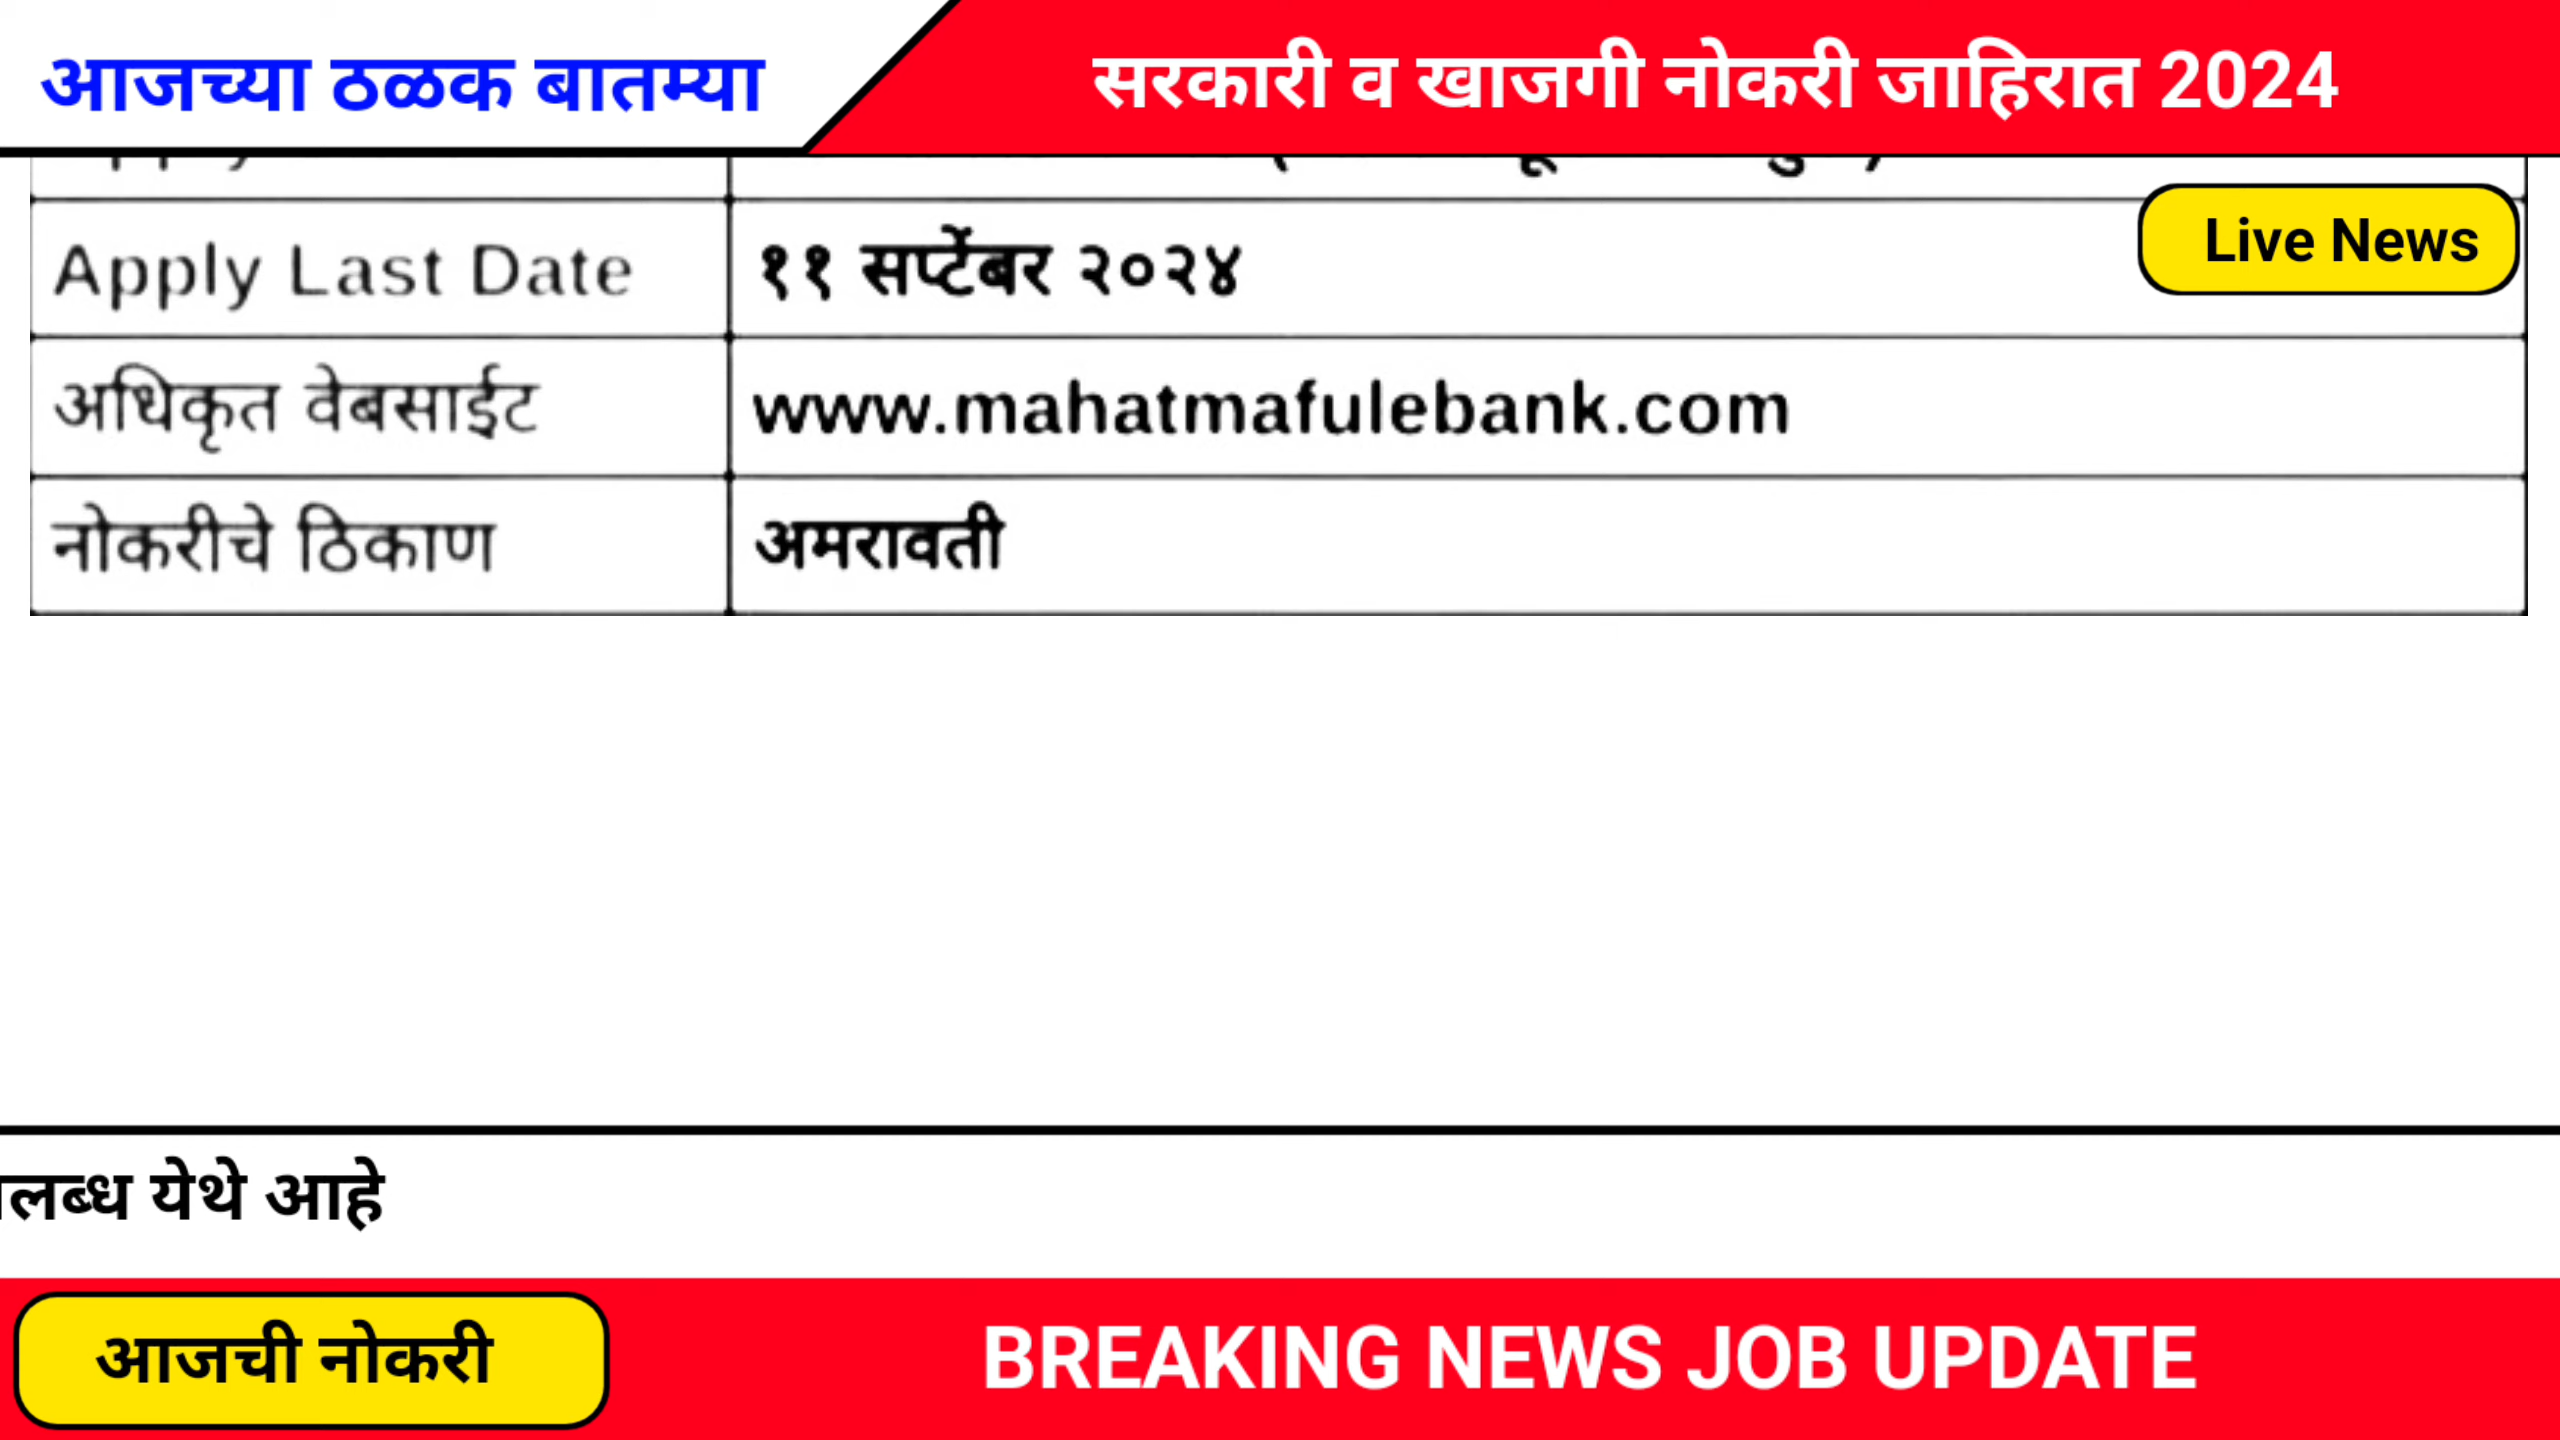 आजच्या ठळक बातम्या
सरकारी व खाजगी नोकरी जाहिरात 2024
Live News
Apply Last Date ११ सप्टेंबर २०२४
अधिकृत वेबसाईट www.mahatmafulebank.com
नोकरीचे ठिकाण अमरावती
येथे आहे
आजची नोकरी
BREAKING NEWS JOB UPDATE